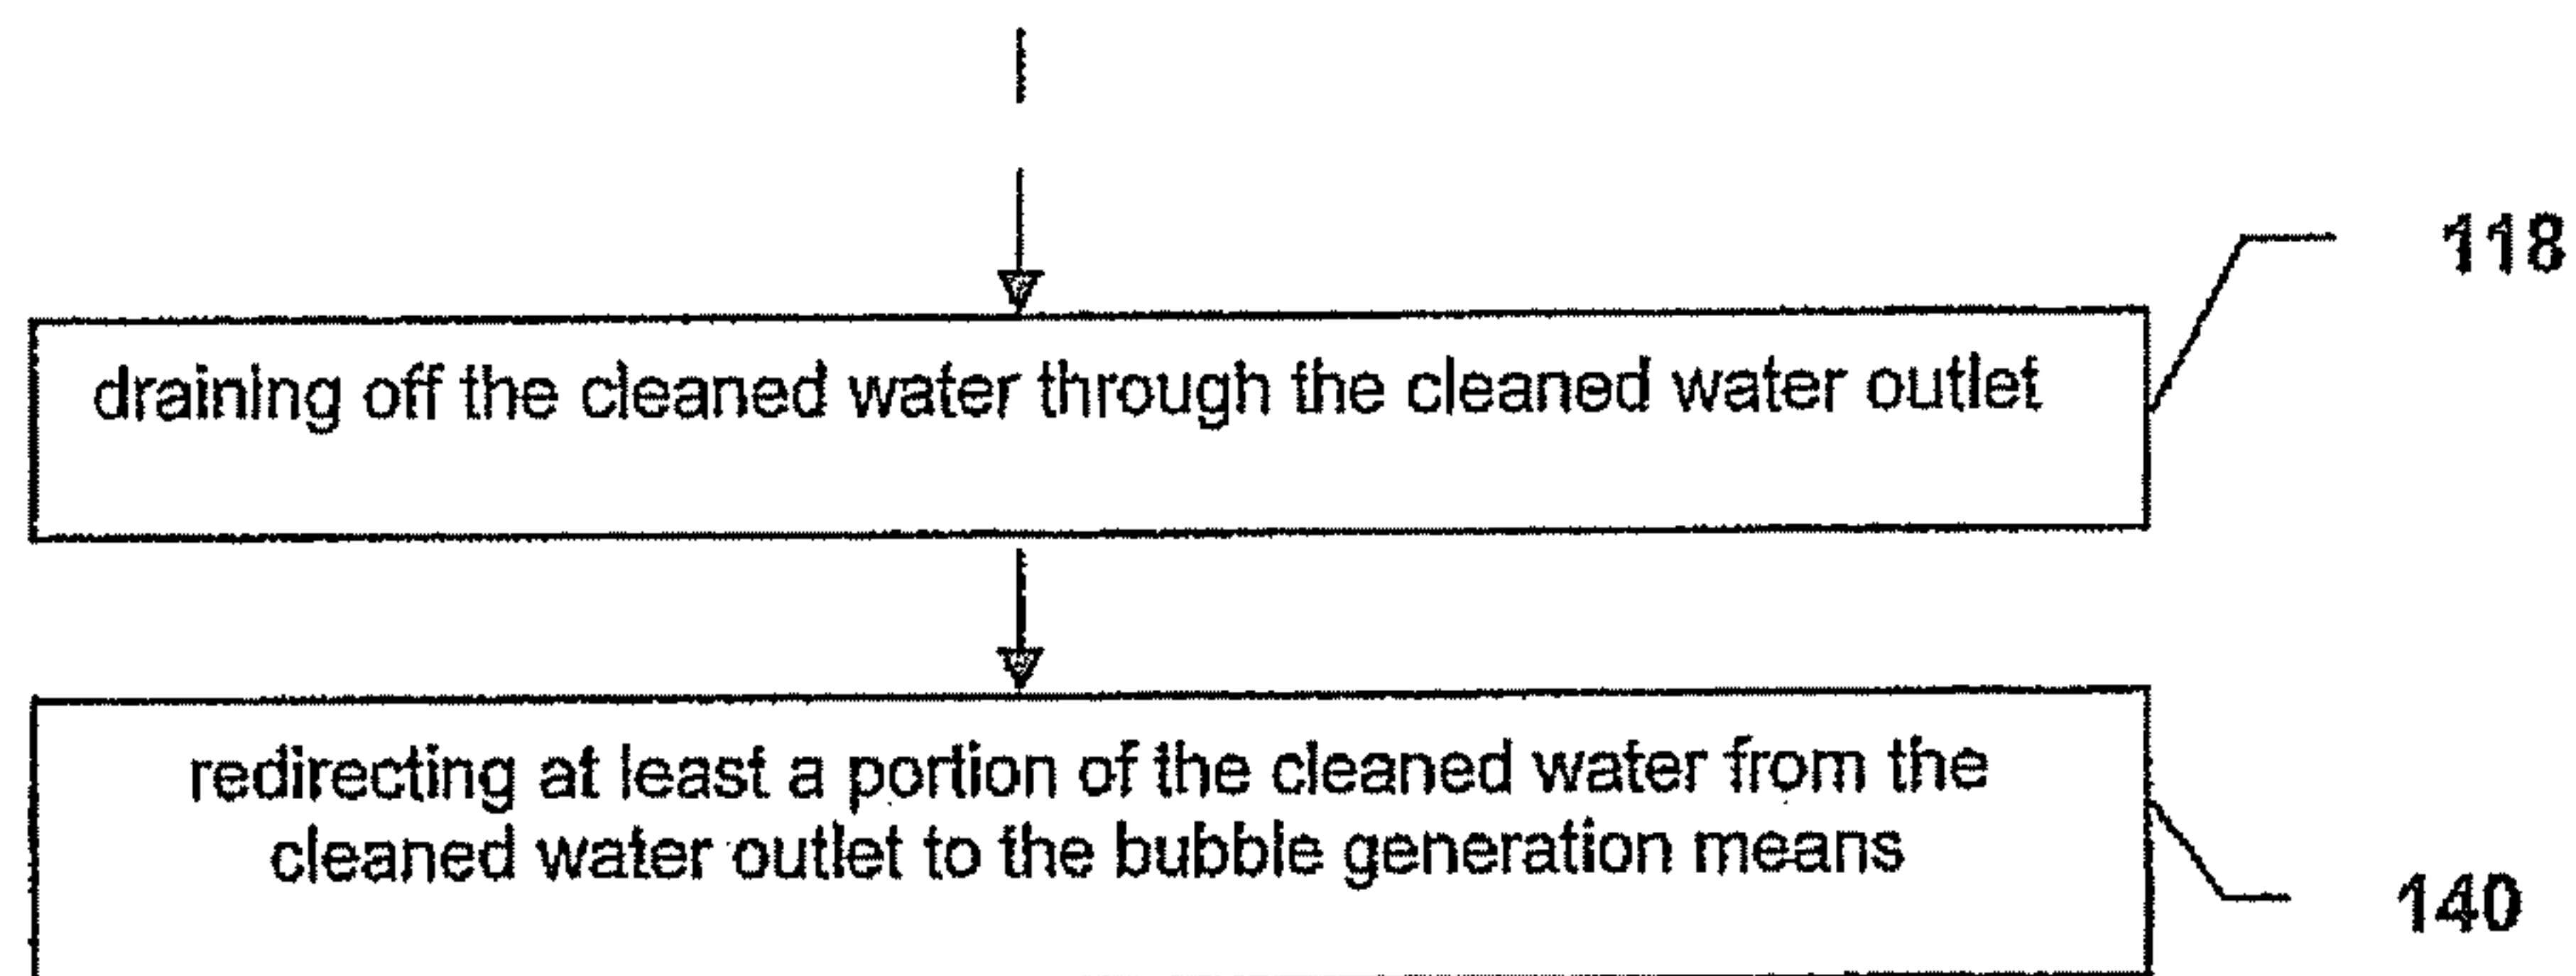 118
draining off the cleaned water through the cleaned water outlet
redirecting at least a portion of the cleaned water from the
cleaned water outlet to the bubble generation means
140